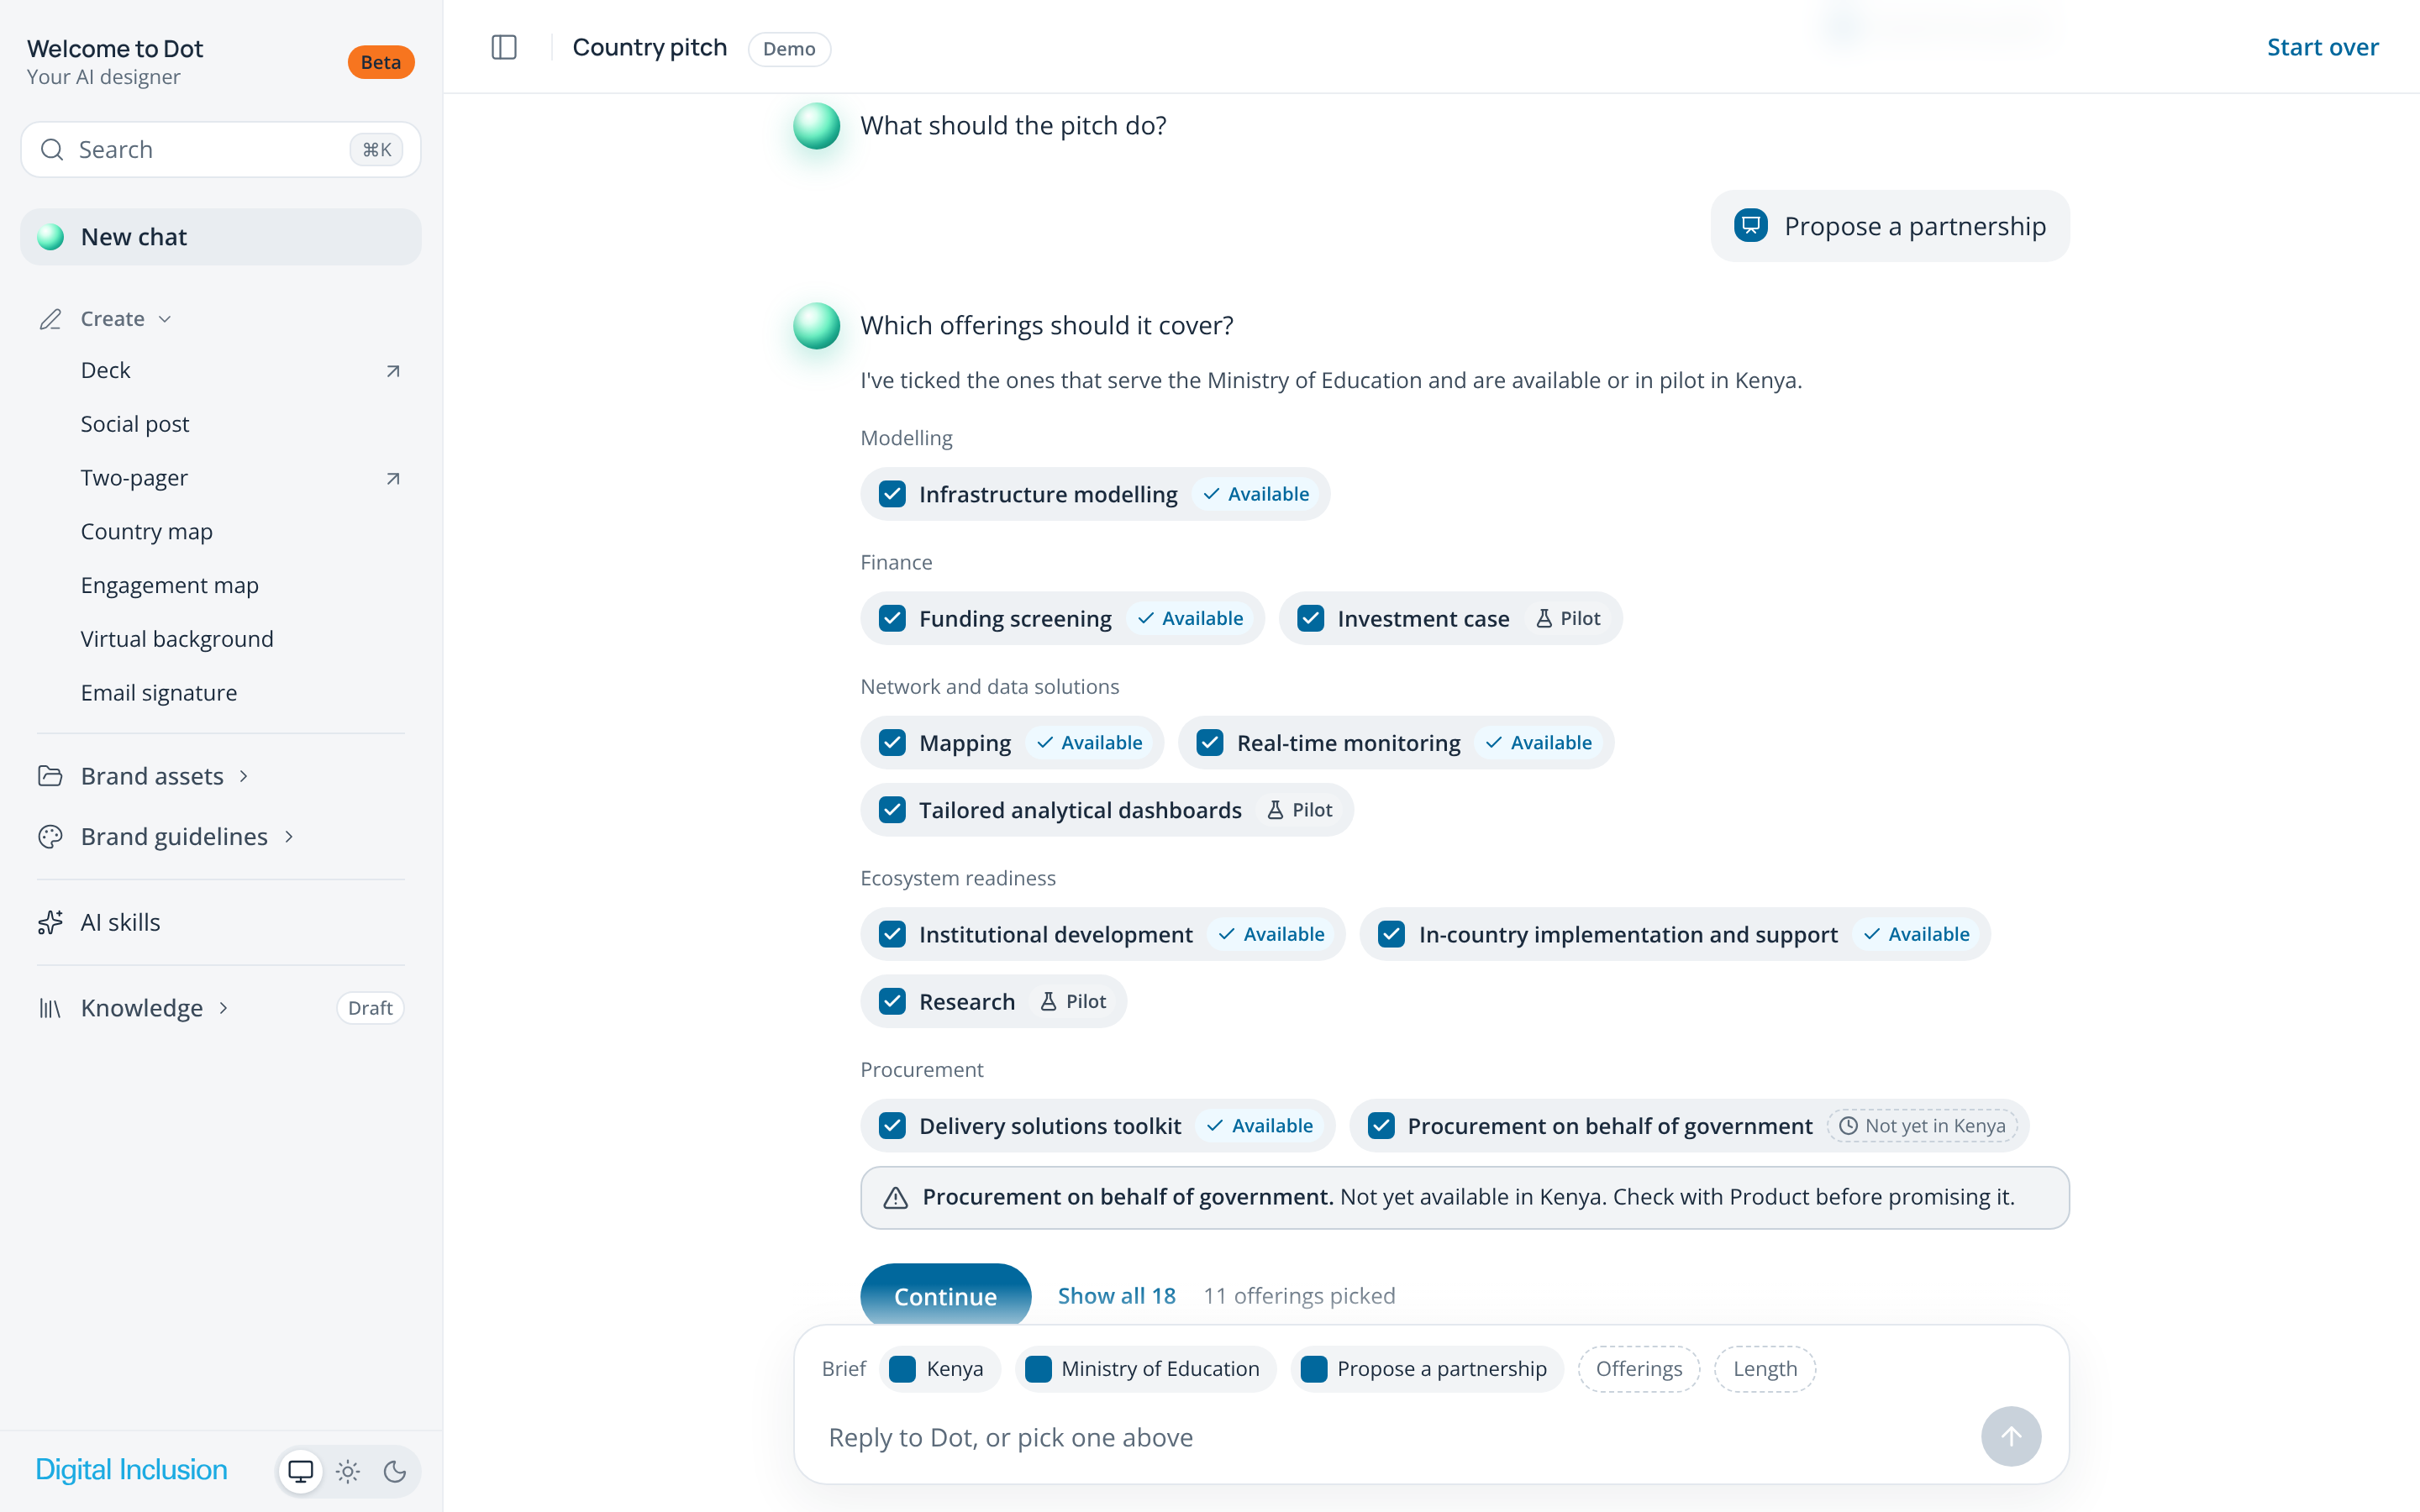 Welcome to Dot
Your AI designer
Beta
Search
⌘K
New chat
Create
Deck
Social post
Two-pager
Country map
Engagement map
Virtual background
Email signature
Brand assets
Brand guidelines
AI skills
Knowledge
Draft
Digital Inclusion
Country pitch
Demo
Start over
What should the pitch do?
Propose a partnership
Which offerings should it cover?
I've ticked the ones that serve the Ministry of Education and are available or in pilot in Kenya.
Modelling
Infrastructure modelling Available
Finance
Funding screening Available Investment case Pilot
Network and data solutions
Mapping Available Real-time monitoring Available
Tailored analytical dashboards Pilot
Ecosystem readiness
Institutional development Available In-country implementation and support Available
Research Pilot
Procurement
Delivery solutions toolkit Available Procurement on behalf of government Not yet in Kenya
Procurement on behalf of government. Not yet available in Kenya. Check with Product before promising it.
Continue Show all 18 11 offerings picked
Brief Kenya Ministry of Education Propose a partnership Offerings Length
Reply to Dot, or pick one above